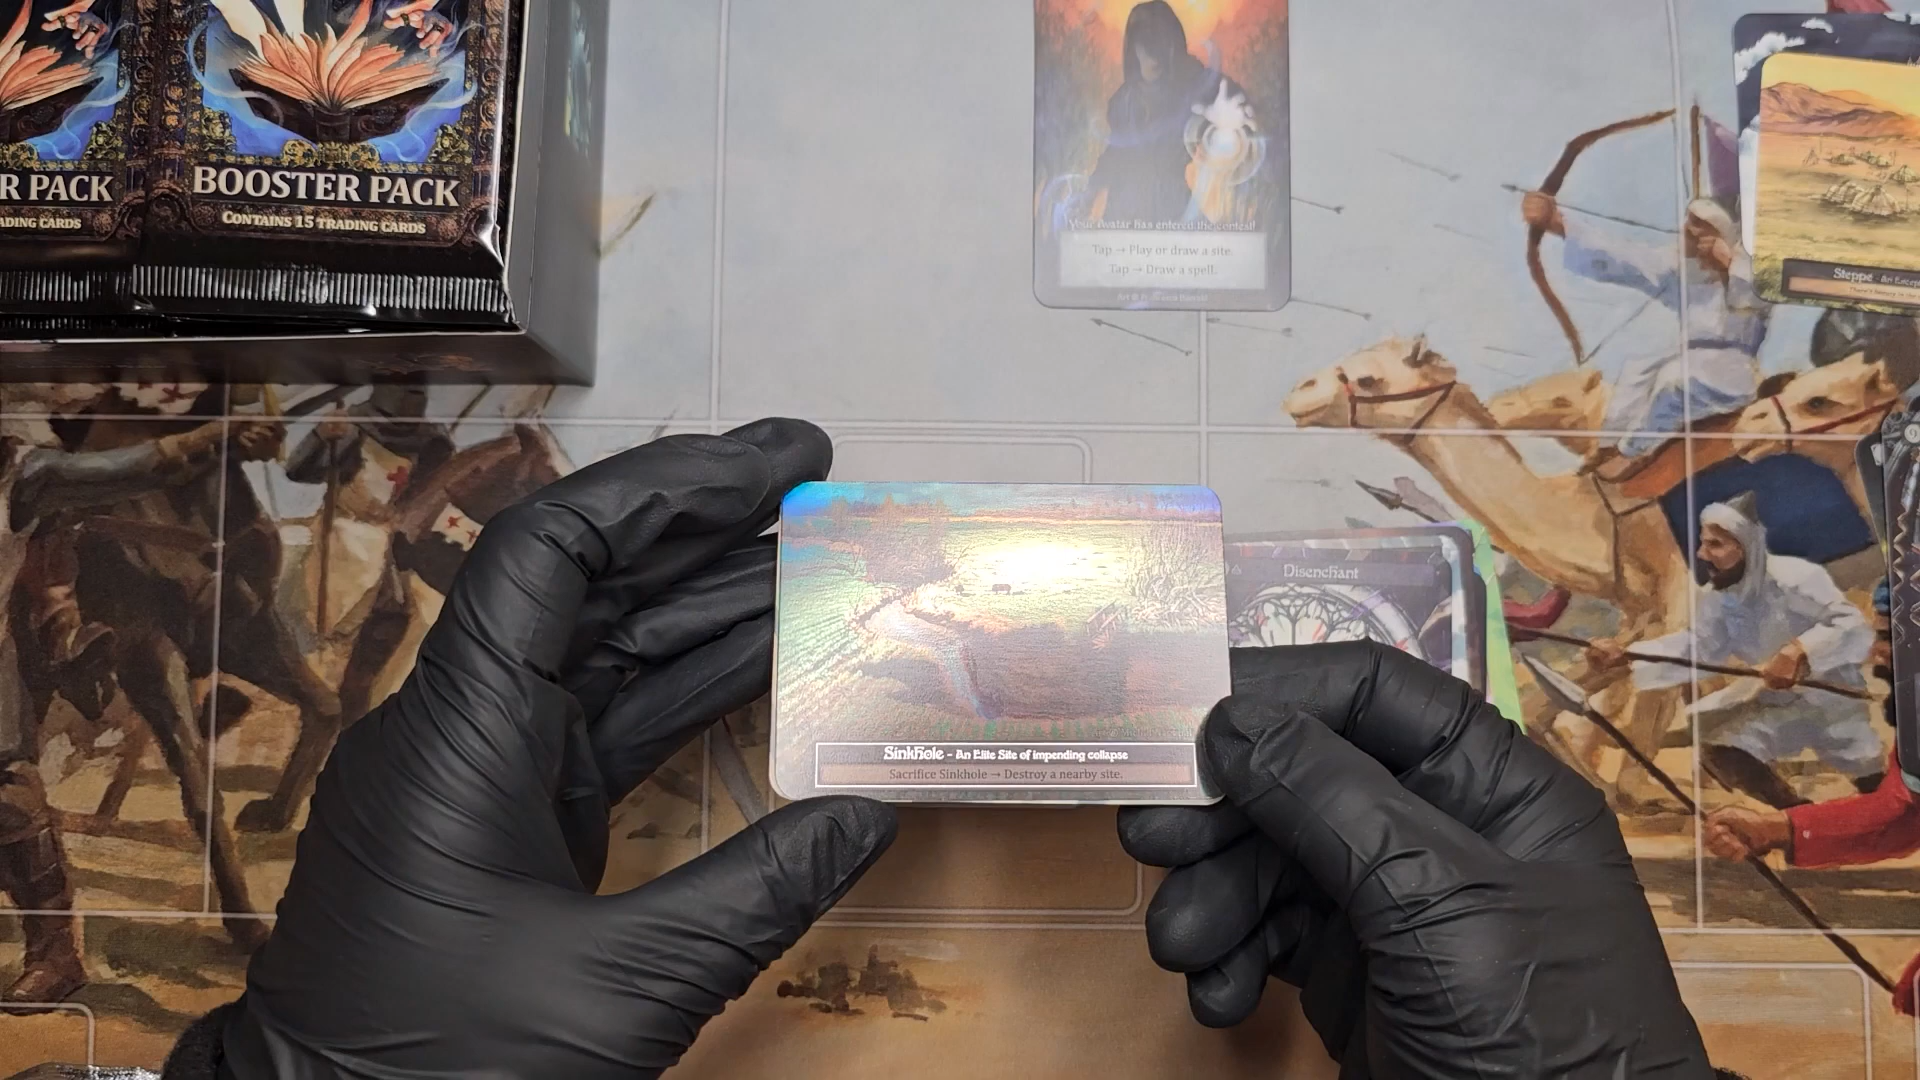 R PACK
ADING CARDS
BOOSTER PACK
CONTAINS 15 TRADING CARDS
Your Avatar has entered the contest!
Tap → Play or draw a site.
Tap → Draw a spell.
Steppe
Disenchant
Sinkhole - An Elite Site of impending collapse
Sacrifice Sinkhole → Destroy a nearby site.